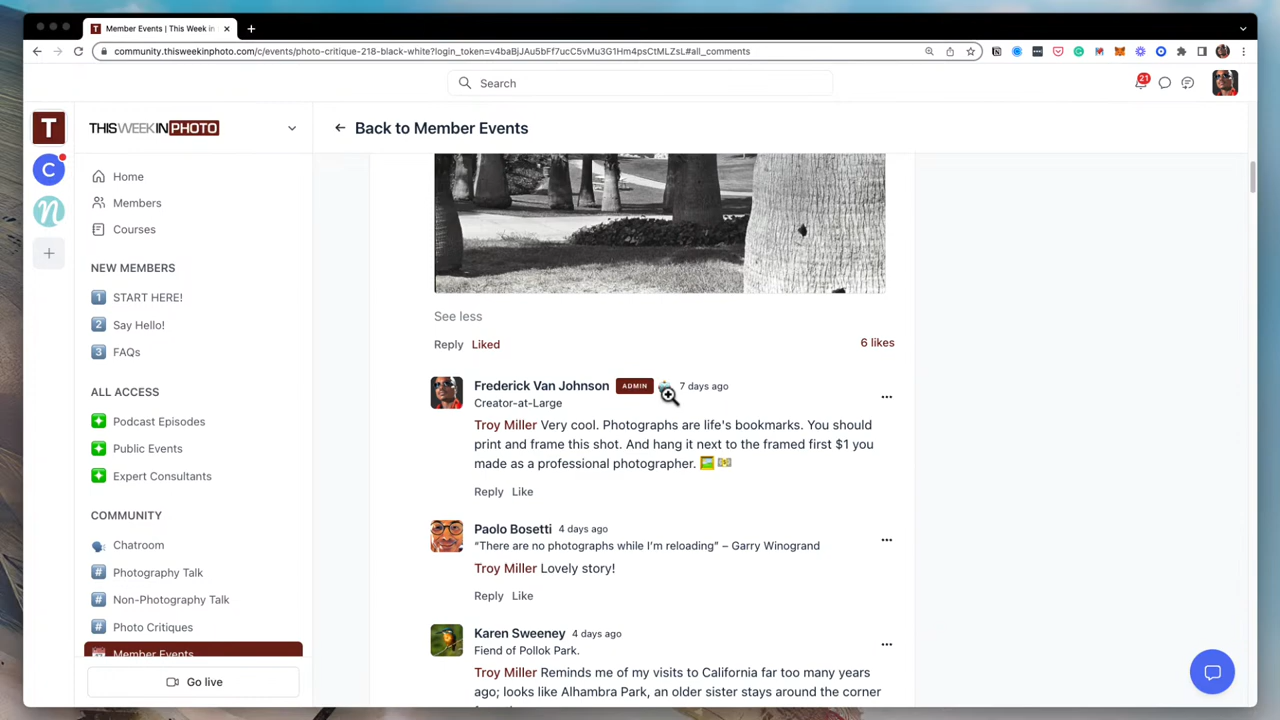 T Member Events | This Week in
community.thisweekinphoto.com/c/events/photo-critique-218-black-white?login_token=v4baBjJAu5bFf7ucC5vMu3G1Hm4psCtMLZsL#all_comments
Search
21
T
THISWEEKINPHOTO
Back to Member Events
C
Home
Members
Courses
NEW MEMBERS
1 START HERE!
2 Say Hello!
3 FAQs
ALL ACCESS
Podcast Episodes
Public Events
Expert Consultants
COMMUNITY
Chatroom
# Photography Talk
# Non-Photography Talk
# Photo Critiques
Member Events
Go live
See less
Reply Liked
6 likes
Frederick Van Johnson ADMIN 7 days ago
Creator-at-Large
Troy Miller Very cool. Photographs are life's bookmarks. You should
print and frame this shot. And hang it next to the framed first $1 you
made as a professional photographer.
Reply Like
Paolo Bosetti 4 days ago
“There are no photographs while I’m reloading” – Garry Winogrand
Troy Miller Lovely story!
Reply Like
Karen Sweeney 4 days ago
Fiend of Pollok Park.
Troy Miller Reminds me of my visits to California far too many years
ago; looks like Alhambra Park, an older sister stays around the corner